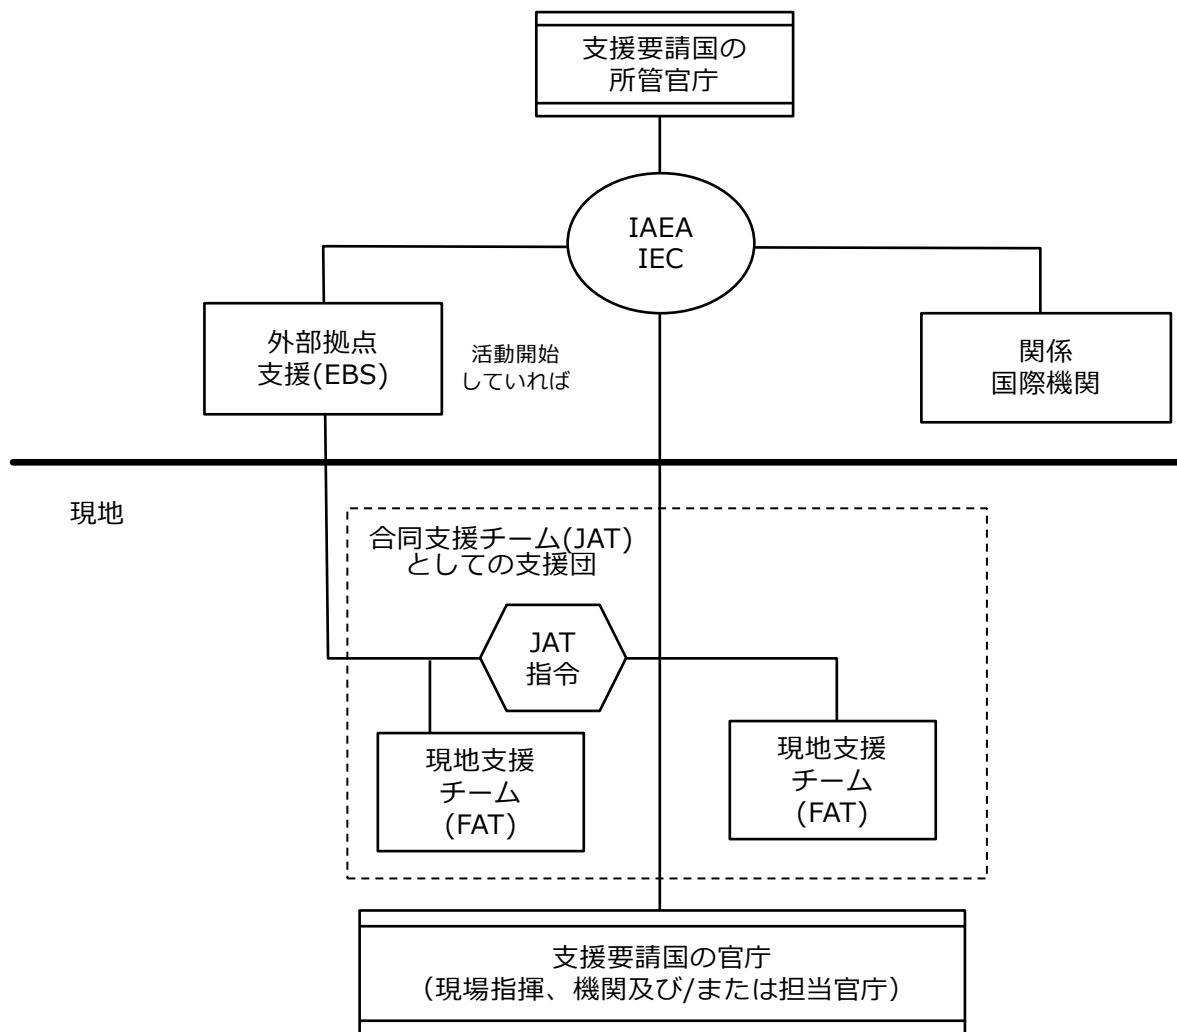 支援要請国の
所管官庁
IAEA
IEC
外部拠点
支援(EBS)
活動開始
していれば
関係
国際機関
現地
合同支援チーム(JAT)
としての支援団
JAT
指令
現地支援
チーム
(FAT)
現地支援
チーム
(FAT)
支援要請国の官庁
（現場指揮、機関及び/または担当官庁）